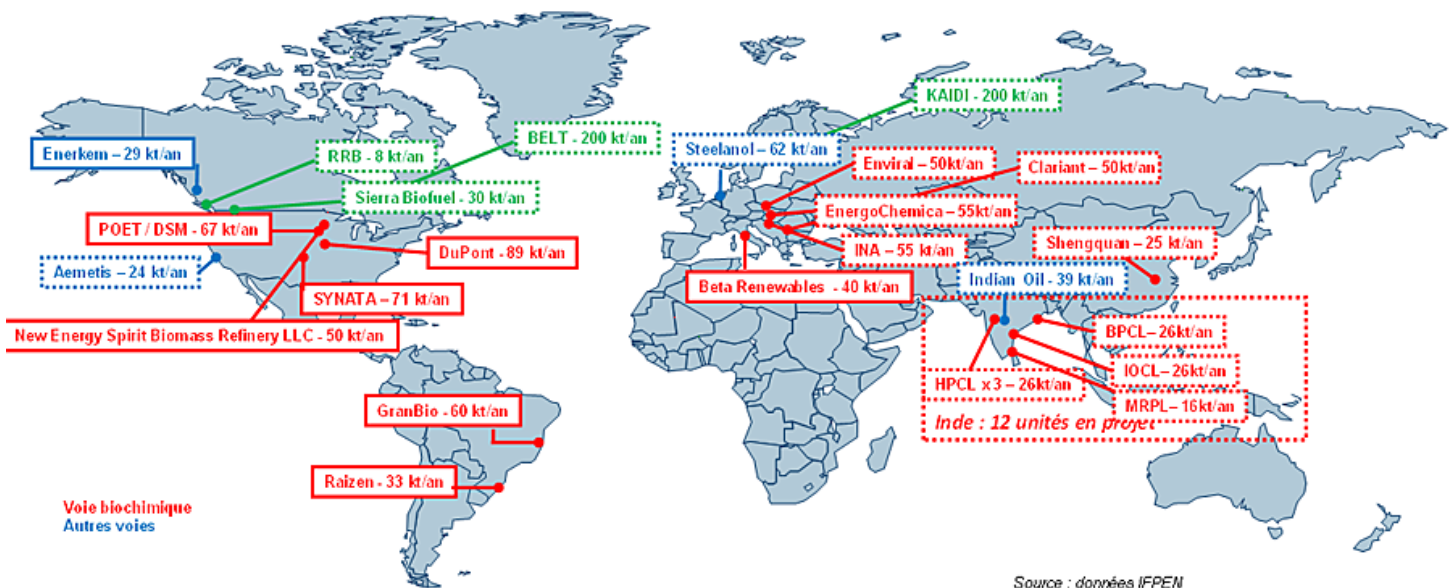 KAIDI - 200 kt/an
BELT - 200 kt/an
Enerkem – 29 kt/an
RRB - 8 kt/an
Steelanol – 62 kt/an
Enviral – 50kt/an
Clariant – 50kt/an
Sierra Biofuel - 30 kt/an
EnergoChemica – 55kt/an
POET / DSM - 67 kt/an
DuPont - 89 kt/an
INA – 55 kt/an
Shengquan – 25 kt/an
Aemetis – 24 kt/an
Indian Oil - 39 kt/an
SYNATA – 71 kt/an
Beta Renewables - 40 kt/an
New Energy Spirit Biomass Refinery LLC - 50 kt/an
BPCL – 26kt/an
IOCL – 26kt/an
HPCL x 3 – 26kt/an
MRPL – 16kt/an
Inde : 12 unités en projet
GranBio - 60 kt/an
Raizen - 33 kt/an
Voie biochimique
Autres voies
Source : données IFPEN